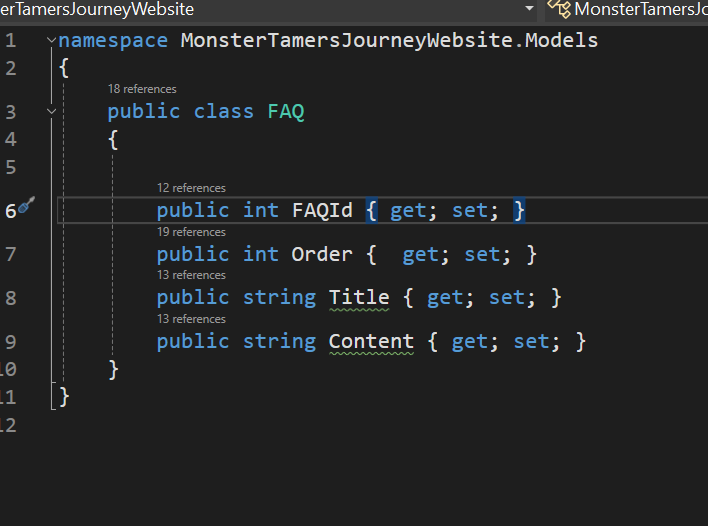 erTamersJourneyWebsite MonsterTamersJo
1 namespace MonsterTamersJourneyWebsite.Models
2 {
18 references
3 public class FAQ
4 {
5
12 references
6 public int FAQId { get; set; }
19 references
7 public int Order {  get; set; }
13 references
8 public string Title { get; set; }
13 references
9 public string Content { get; set; }
10 }
11 }
12